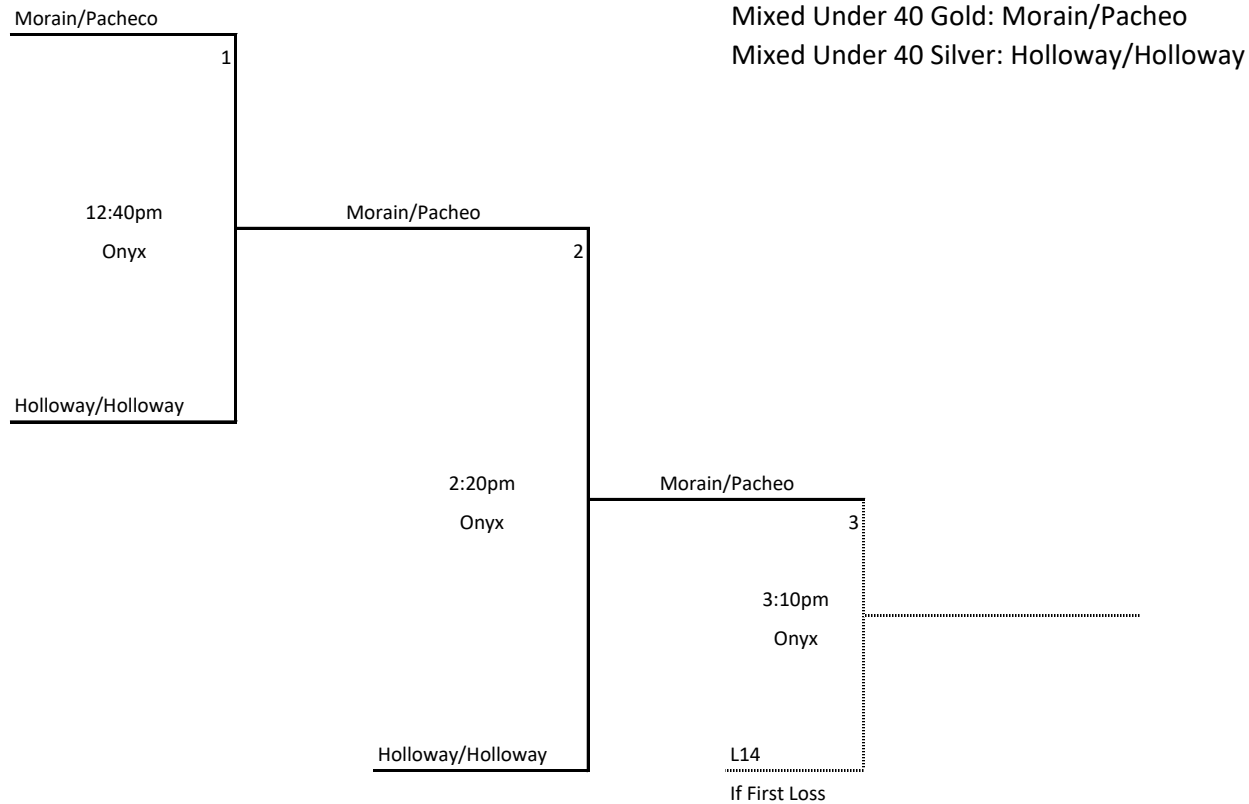 Morain/Pacheco
Mixed Under 40 Gold: Morain/Pacheo
Mixed Under 40 Silver: Holloway/Holloway
1
12:40pm
Morain/Pacheo
Onyx
2
Holloway/Holloway
2:20pm
Morain/Pacheo
Onyx
3
3:10pm
Onyx
Holloway/Holloway
L14
If First Loss